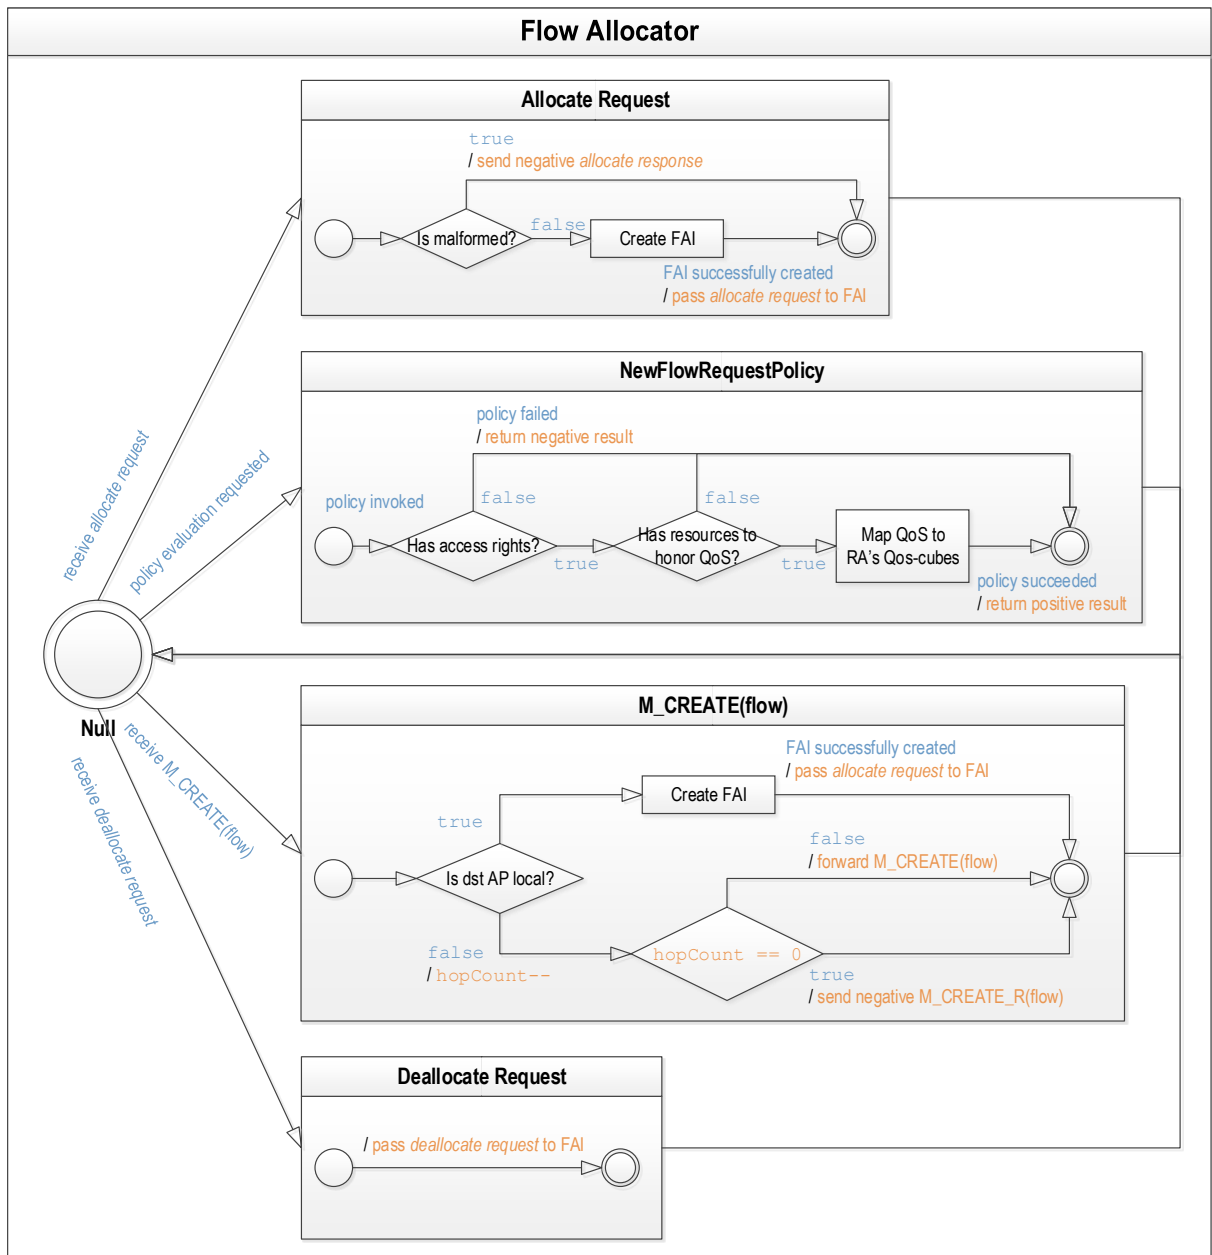 Flow Allocator
Allocate Request
true
/ send negative allocate response
Is malformed?
false
Create FAI
FAI successfully created
/ pass allocate request to FAI
NewFlowRequestPolicy
policy failed
/ return negative result
policy invoked
false
false
Has access rights?
true
Has resources to
honor QoS?
true
Map QoS to
RA's Qos-cubes
policy succeeded
/ return positive result
receive allocate request
policy evaluation requested
Null
receive M_CREATE(flow)
receive deallocate request
M_CREATE(flow)
FAI successfully created
/ pass allocate request to FAI
Create FAI
true
false
/ forward M_CREATE(flow)
Is dst AP local?
false
/ hopCount--
hopCount == 0
true
/ send negative M_CREATE_R(flow)
Deallocate Request
/ pass deallocate request to FAI